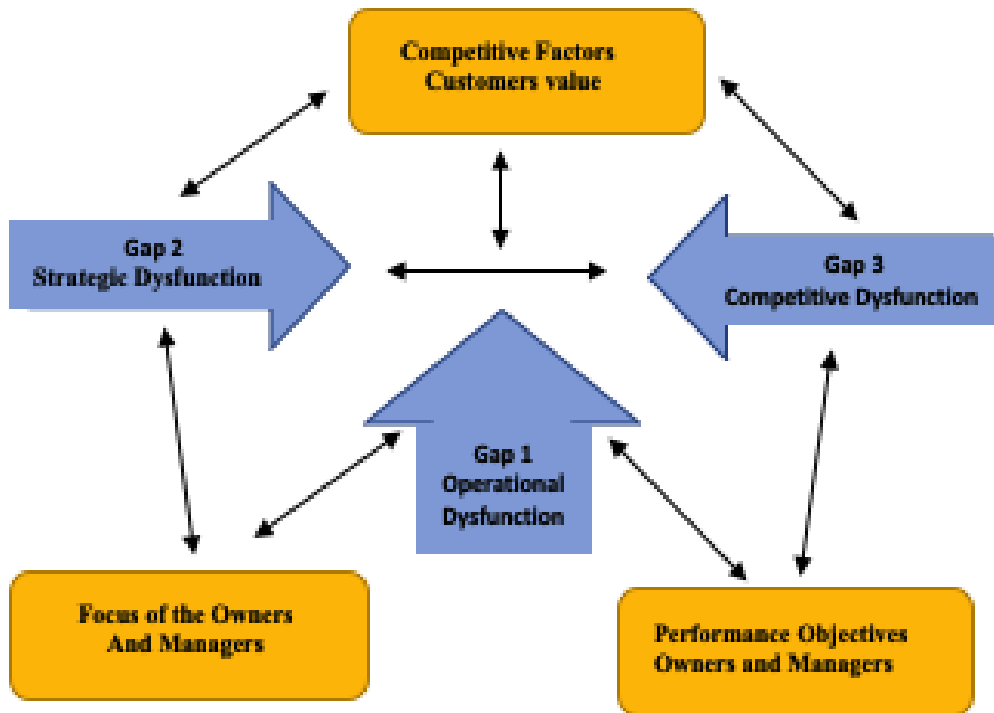 Competitive Factors
Customers value
Gap 2
Strategic Dysfunction
Gap 3
Competitive Dysfunction
Gap 1
Operational
Dysfunction
Focus of the Owners
And Managers
Performance Objectives
Owners and Managers